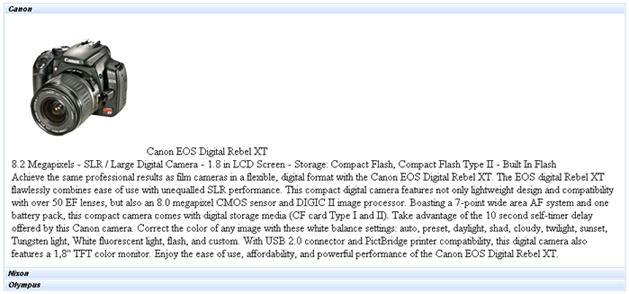 Canon
Canon
Canon EOS Digital Rebel XT
8.2 Megapixels - SLR / Large Digital Camera - 1.8 in LCD Screen - Storage: Compact Flash, Compact Flash Type II - Built In Flash
Achieve the same professional results as film cameras in a flexible, digital format with the Canon EOS Digital Rebel XT. The EOS digital Rebel XT
flawlessly combines ease of use with unequalled SLR performance. This compact digital camera features not only lightweight design and compatibility
with over 50 EF lenses, but also an 8.0 megapixel CMOS sensor and DIGIC II image processor. Boasting a 7-point wide area AF system and one
battery pack, this compact camera comes with digital storage media (CF card Type I and II). Take advantage of the 10 second self-timer delay
offered by this Canon camera. Correct the color of any image with these white balance settings: auto, preset, daylight, shad, cloudy, twilight, sunset,
Tungsten light, White fluorescent light, flash, and custom. With USB 2.0 connector and PictBridge printer compatibility, this digital camera also
features a 1,8" TFT color monitor. Enjoy the ease of use, affordability, and powerful performance of the Canon EOS Digital Rebel XT.
Nixon
Olympus